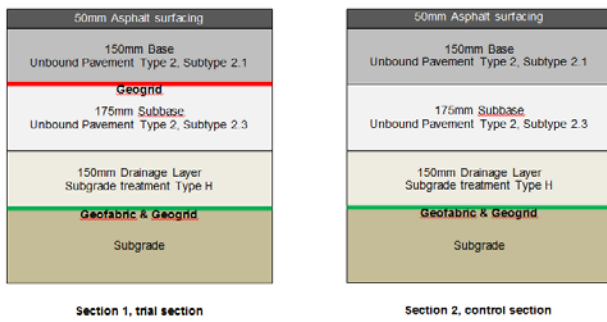 50mm Asphalt surfacing
150mm Base
Unbound Pavement Type 2, Subtype 2.1
Geogrid
175mm Subbase
Unbound Pavement Type 2, Subtype 2.3
150mm Drainage Layer
Subgrade treatment Type H
Geofabric & Geogrid
Subgrade
Section 1, trial section
50mm Asphalt surfacing
150mm Base
Unbound Pavement Type 2, Subtype 2.1
175mm Subbase
Unbound Pavement Type 2, Subtype 2.3
150mm Drainage Layer
Subgrade treatment Type H
Geofabric & Geogrid
Subgrade
Section 2, control section